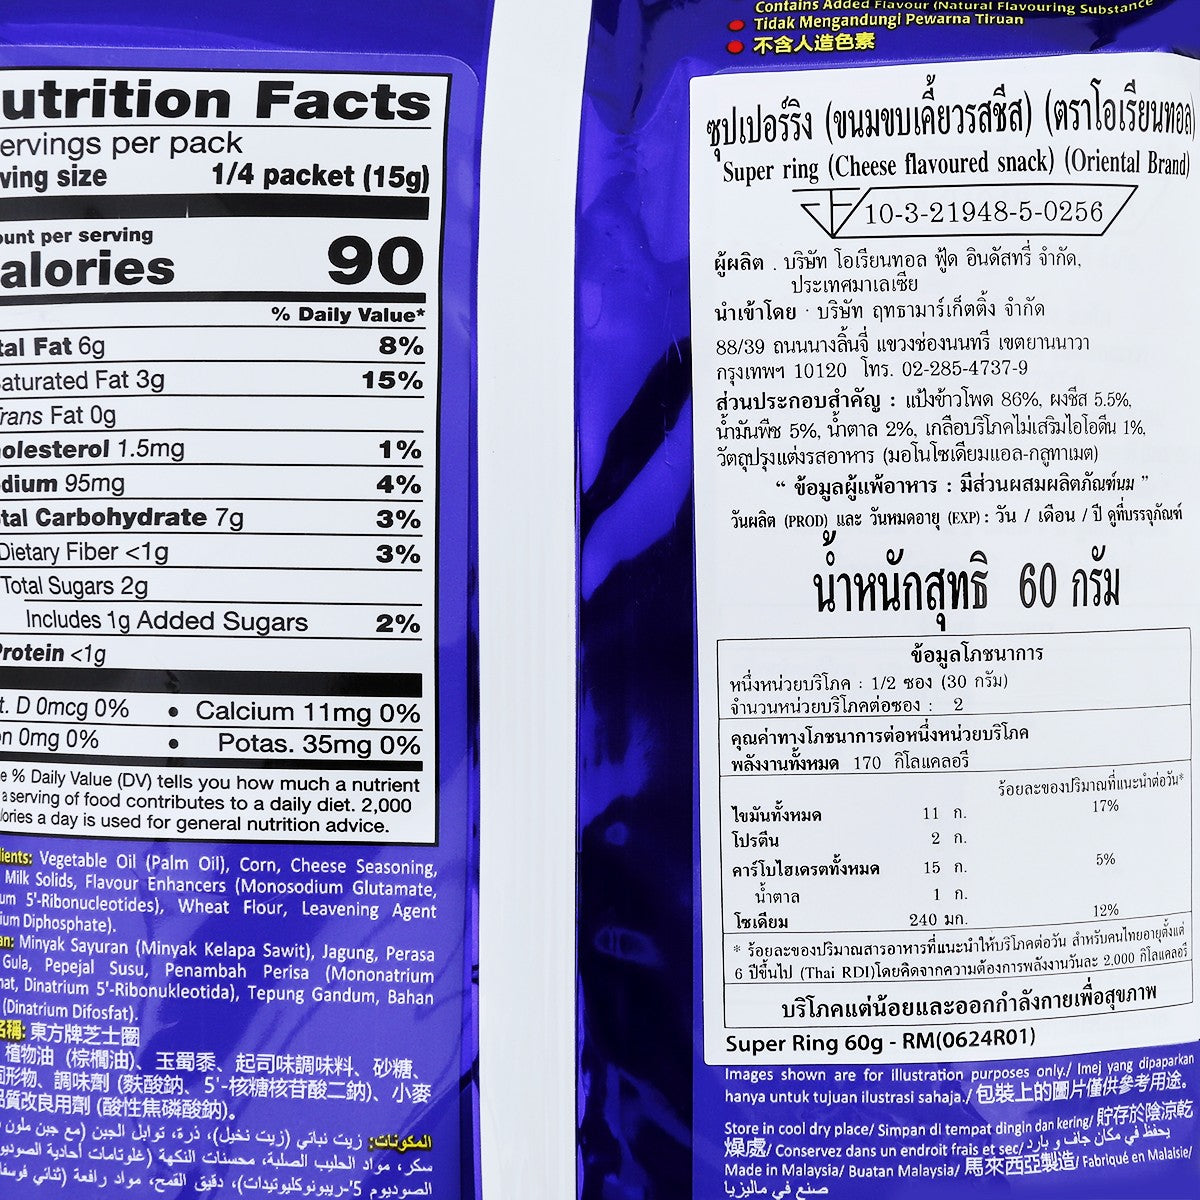 utrition Facts
ervings per pack
ving size 1/4 packet (15g)
ount per serving
alories 90
% Daily Value*
tal Fat 6g 8%
aturated Fat 3g 15%
rans Fat 0g
olesterol 1.5mg 1%
dium 95mg 4%
tal Carbohydrate 7g 3%
Dietary Fiber <1g 3%
Total Sugars 2g
Includes 1g Added Sugars 2%
Protein <1g
t. D 0mcg 0% • Calcium 11mg 0%
on 0mg 0% • Potas. 35mg 0%
e % Daily Value (DV) tells you how much a nutrient
a serving of food contributes to a daily diet. 2,000
lories a day is used for general nutrition advice.
ients: Vegetable Oil (Palm Oil), Corn, Cheese Seasoning,
Milk Solids, Flavour Enhancers (Monosodium Glutamate,
um 5'-Ribonucleotides), Wheat Flour, Leavening Agent
ium Diphosphate).
an: Minyak Sayuran (Minyak Kelapa Sawit), Jagung, Perasa
Gula, Pepejal Susu, Penambah Perisa (Mononatrium
mat, Dinatrium 5'-Ribonukleotida), Tepung Gandum, Bahan
(Dinatrium Difosfat).
名稱: 東方牌芝士圈
植物油 (棕櫚油)、玉蜀黍、起司味調味料、砂糖、
固形物、調味劑 (麩酸鈉、5'-核糖核苷酸二鈉)、小麥
品質改良用劑 (酸性焦磷酸鈉)。
المكونات: زيت نباتي (زيت نخيل)، ذرة، توابل الجبن (مع جبن ملون
سكر، مواد الحليب الصلبة، محسنات النكهة (غلوتامات أحادية الصوديو
الصوديوم 5'-ريبونوكليوتيدات)، دقيق القمح، مواد رافعة (ثنائي فوسفا
Contains Added Flavour (Natural Flavouring Substance
Tidak Mengandungi Pewarna Tiruan
不含人造色素
ซุปเปอร์ริง (ขนมขบเคี้ยวรสชีส) (ตราโอเรียนทอล)
Super ring (Cheese flavoured snack) (Oriental Brand)
10-3-21948-5-0256
ผู้ผลิต . บริษัท โอเรียนทอล ฟู้ด อินดัสทรี่ จำกัด,
ประเทศมาเลเซีย
นำเข้าโดย · บริษัท ฤทธามาร์เก็ตติ้ง จำกัด
88/39 ถนนนางลิ้นจี่ แขวงช่องนนทรี เขตยานนาวา
กรุงเทพฯ 10120 โทร. 02-285-4737-9
ส่วนประกอบสำคัญ : แป้งข้าวโพด 86%, ผงชีส 5.5%,
น้ำมันพืช 5%, น้ำตาล 2%, เกลือบริโภคไม่เสริมไอโอดีน 1%,
วัตถุปรุงแต่งรสอาหาร (มอโนโซเดียมแอล-กลูทาเมต)
“ ข้อมูลผู้แพ้อาหาร : มีส่วนผสมผลิตภัณฑ์นม ”
วันผลิต (PROD) และ วันหมดอายุ (EXP) : วัน / เดือน / ปี ดูที่บรรจุภัณฑ์
น้ำหนักสุทธิ 60 กรัม
ข้อมูลโภชนาการ
หนึ่งหน่วยบริโภค : 1/2 ซอง (30 กรัม)
จำนวนหน่วยบริโภคต่อซอง : 2
คุณค่าทางโภชนาการต่อหนึ่งหน่วยบริโภค
พลังงานทั้งหมด 170 กิโลแคลอรี
ร้อยละของปริมาณที่แนะนำต่อวัน*
ไขมันทั้งหมด 11 ก. 17%
โปรตีน 2 ก.
คาร์โบไฮเดรตทั้งหมด 15 ก. 5%
น้ำตาล 1 ก.
โซเดียม 240 มก. 12%
* ร้อยละของปริมาณสารอาหารที่แนะนำให้บริโภคต่อวัน สำหรับคนไทยอายุตั้งแต่
6 ปีขึ้นไป (Thai RDI)โดยคิดจากความต้องการพลังงานวันละ 2,000 กิโลแคลอรี
บริโภคแต่น้อยและออกกำลังกายเพื่อสุขภาพ
Super Ring 60g - RM(0624R01)
Images shown are for illustration purposes only./ Imej yang dipaparkan
hanya untuk tujuan ilustrasi sahaja./ 包裝上的圖片僅供參考用途。
Store in cool dry place/ Simpan di tempat dingin dan kering/ 貯存於陰涼乾
燥處/ Conservez dans un endroit frais et sec/ يحفظ في مكان جاف و بارد
Made in Malaysia/ Buatan Malaysia/ 馬來西亞製造/ Fabriqué en Malaisie/
صنع في ماليزيا